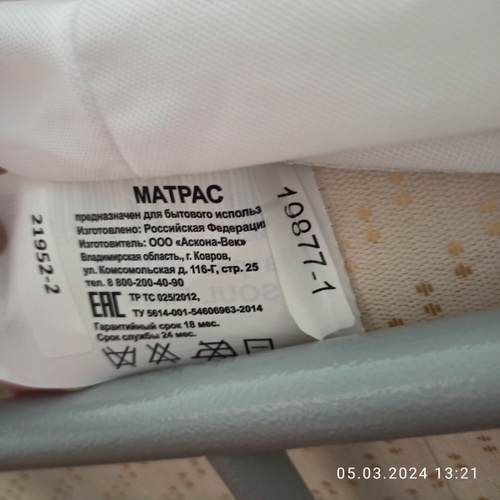 МАТРАС
предназначен для бытового использ
Изготовлено: Российская Федераци
Изготовитель: ООО «Аскона-Век»
Владимирская область, г. Ковров,
ул. Комсомольская д. 116-Г, стр. 25
тел. 8 800-200-40-90
ЕАС ТР ТС 025/2012,
ТУ 5614-001-54606963-2014
Гарантийный срок 18 мес.
Срок службы 24 мес.
21952-2
19877-1
05.03.2024 13:21